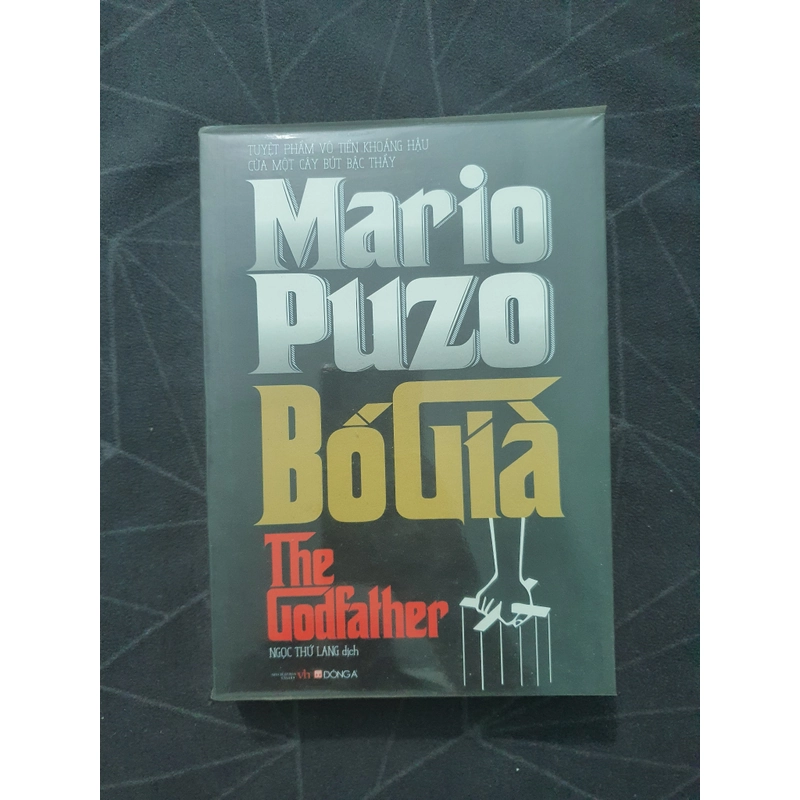 TUYỆT PHẨM VÔ TIỀN KHOÁNG HẬU
CỦA MỘT CÂY BÚT BẬC THẦY
Mario
PUZO
BỐ GIÀ
The
Godfather
NGỌC THỨ LANG dịch
vh ĐÔNG A